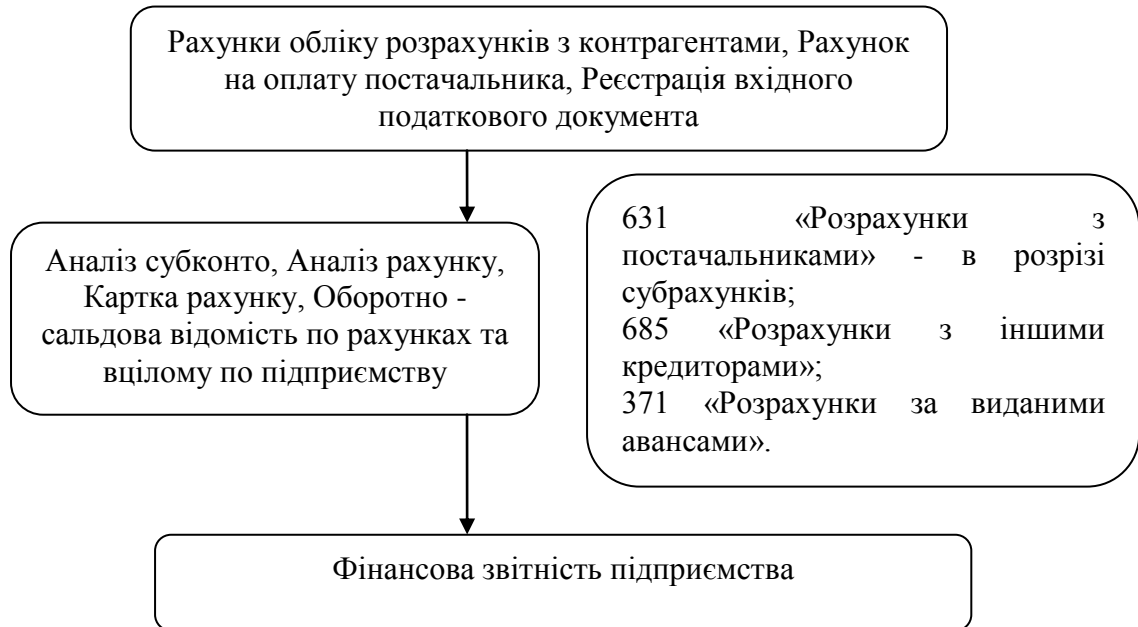 Рахунки обліку розрахунків з контрагентами, Рахунок
на оплату постачальника, Реєстрація вхідного
податкового документа
Аналіз субконто, Аналіз рахунку,
Картка рахунку, Оборотно -
сальдова відомість по рахунках та
вцілому по підприємству
631 «Розрахунки з
постачальниками» - в розрізі
субрахунків;
685 «Розрахунки з іншими
кредиторами»;
371 «Розрахунки за виданими
авансами».
Фінансова звітність підприємства